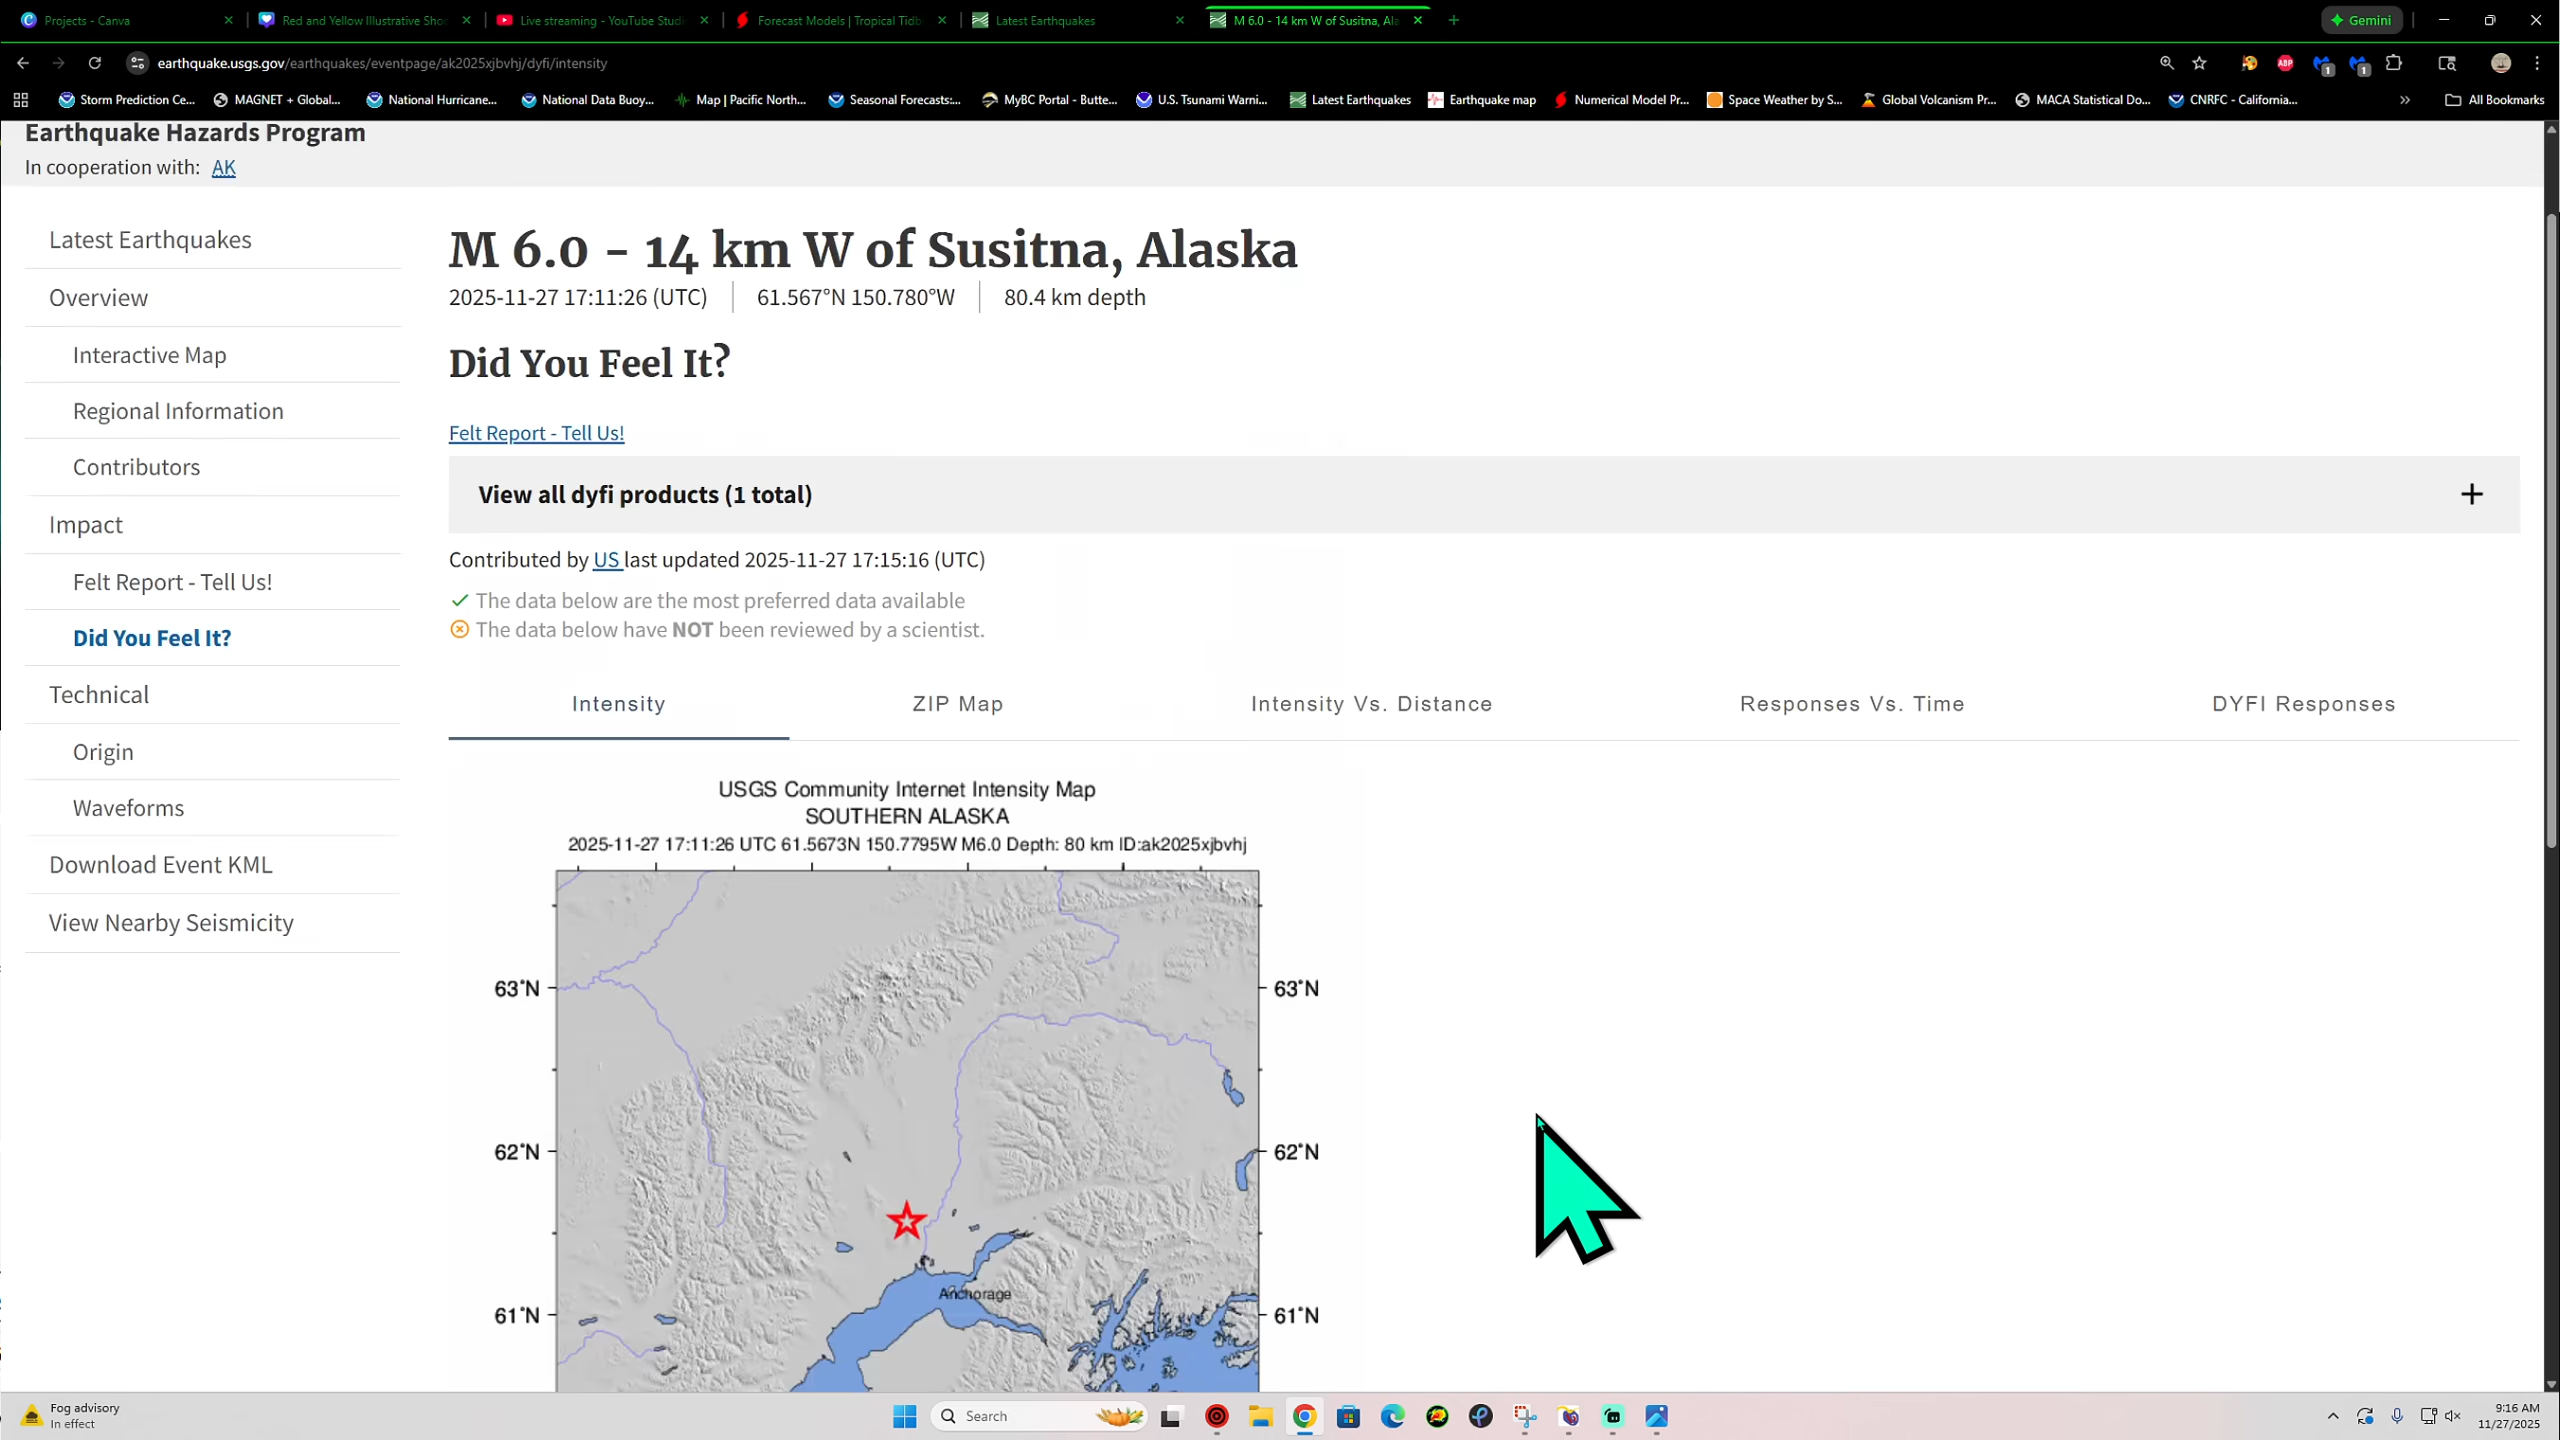 Projects - Canva
Red and Yellow Illustrative Sho
Live streaming - YouTube Studi
Forecast Models | Tropical Tidb
Latest Earthquakes
M 6.0 - 14 km W of Susitna, Ala
Gemini
earthquake.usgs.gov/earthquakes/eventpage/ak2025xjbvhj/dyfi/intensity
ABP
1
1
Storm Prediction Ce...
MAGNET + Global...
National Hurricane...
National Data Buoy...
Map | Pacific North...
Seasonal Forecasts:...
MyBC Portal - Butte...
U.S. Tsunami Warni...
Latest Earthquakes
Earthquake map
Numerical Model Pr...
Space Weather by S...
Global Volcanism Pr...
MACA Statistical Do...
CNRFC - California...
All Bookmarks
Earthquake Hazards Program
In cooperation with: AK
Latest Earthquakes
Overview
Interactive Map
Regional Information
Contributors
Impact
Felt Report - Tell Us!
Did You Feel It?
Technical
Origin
Waveforms
Download Event KML
View Nearby Seismicity
M 6.0 - 14 km W of Susitna, Alaska
2025-11-27 17:11:26 (UTC)
61.567°N 150.780°W
80.4 km depth
Did You Feel It?
Felt Report - Tell Us!
View all dyfi products (1 total)
Contributed by US last updated 2025-11-27 17:15:16 (UTC)
The data below are the most preferred data available
The data below have NOT been reviewed by a scientist.
Intensity
ZIP Map
Intensity Vs. Distance
Responses Vs. Time
DYFI Responses
USGS Community Internet Intensity Map
SOUTHERN ALASKA
2025-11-27 17:11:26 UTC 61.5673N 150.7795W M6.0 Depth: 80 km ID:ak2025xjbvhj
63°N
63°N
62°N
62°N
61°N
61°N
Anchorage
Fog advisory
In effect
Search
9:16 AM
11/27/2025